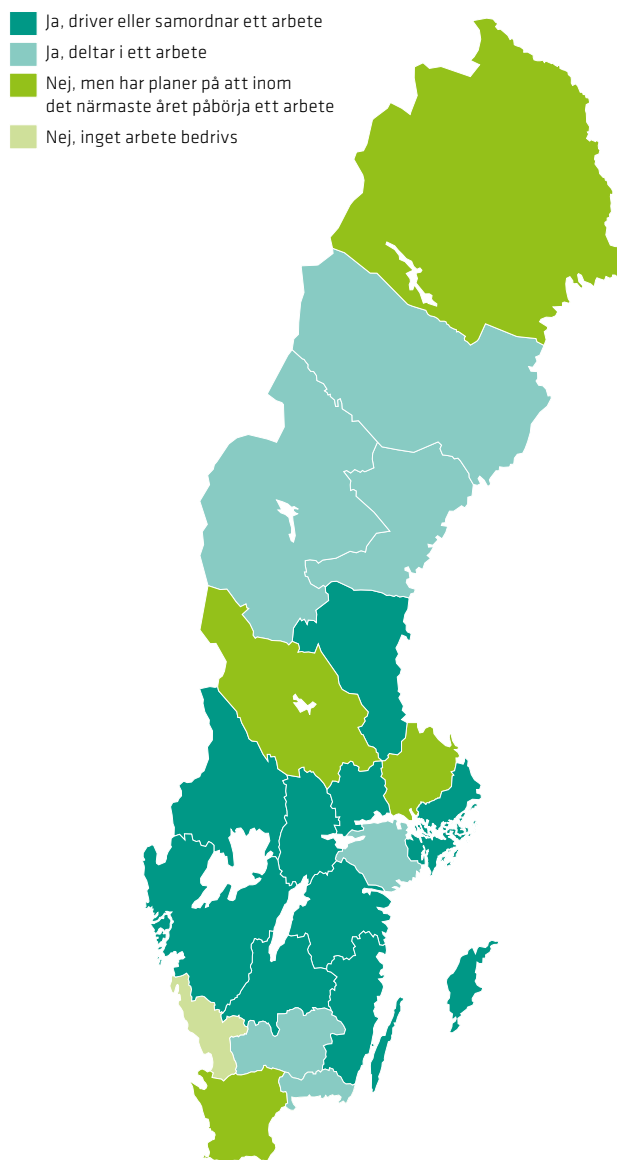 Ja, driver eller samordnar ett arbete
Ja, deltar i ett arbete
Nej, men har planer på att inom
det närmaste året påbörja ett arbete
Nej, inget arbete bedrivs